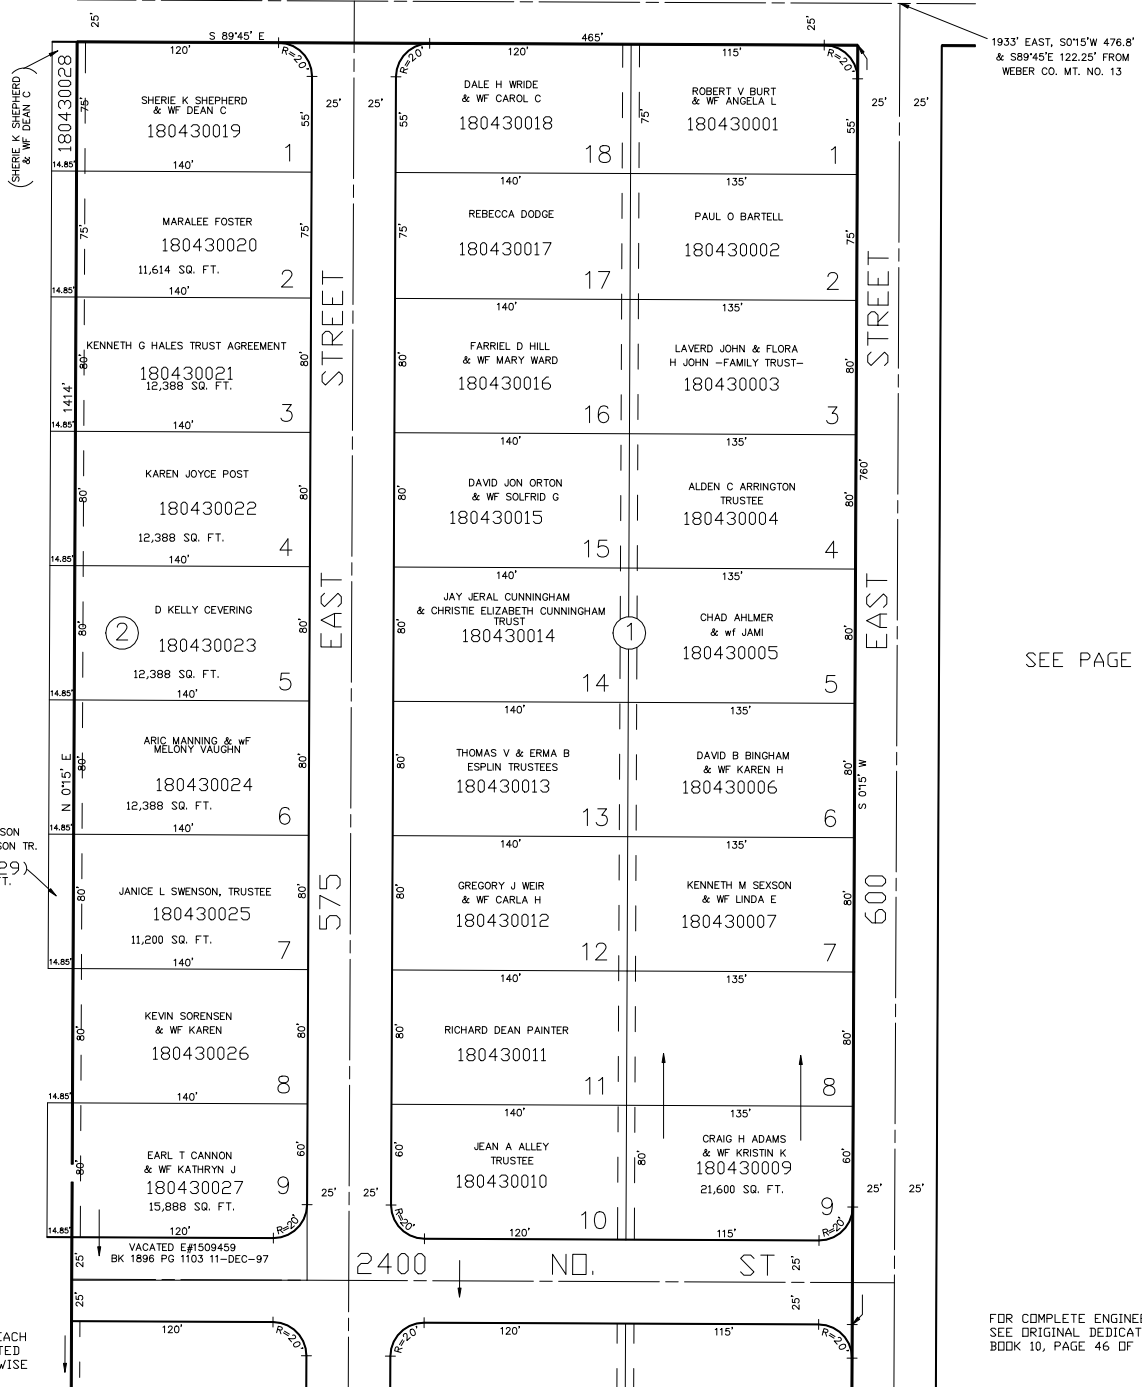 25'
S 89°45' E
120'
R=20'
R=20'
120'
465'
115'
R=20'
25'
1933' EAST, S0°15'W 476.8'
& S89°45'E 122.25' FROM
WEBER CO. MT. NO. 13
(SHERIE K SHEPHERD
& WF DEAN C)
180430028
75'
SHERIE K SHEPHERD
& WF DEAN C
180430019
1
55'
25'
25'
55'
DALE H WRIDE
& WF CAROL C
180430018
18
75'
ROBERT V BURT
& WF ANGELA L
180430001
1
55'
25'
25'
14.85'
140'
140'
135'
75'
MARALEE FOSTER
180430020
11,614 SQ. FT.
2
75'
75'
REBECCA DODGE
180430017
17
PAUL O BARTELL
180430002
2
75'
14.85'
140'
140'
135'
KENNETH G HALES TRUST AGREEMENT
180430021
12,388 SQ. FT.
3
80'
80'
1414'
80'
FARRIEL D HILL
& WF MARY WARD
180430016
16
LAVERD JOHN & FLORA
H JOHN -FAMILY TRUST-
180430003
3
80'
STREET
STREET
14.85'
140'
140'
135'
KAREN JOYCE POST
180430022
12,388 SQ. FT.
4
80'
80'
80'
DAVID JON ORTON
& WF SOLFRID G
180430015
15
ALDEN C ARRINGTON
TRUSTEE
180430004
4
80'
760'
14.85'
140'
140'
135'
D KELLY CEVERING
2
180430023
12,388 SQ. FT.
5
80'
80'
EAST
80'
JAY JERAL CUNNINGHAM
& CHRISTIE ELIZABETH CUNNINGHAM
TRUST
180430014
14
1
CHAD AHLMER
& wf JAMI
180430005
5
80'
EAST
SEE PAGE
14.85'
140'
140'
135'
N 0°15' E
80'
ARIC MANNING & wF
MELONY VAUGHN
180430024
12,388 SQ. FT.
6
80'
80'
THOMAS V & ERMA B
ESPLIN TRUSTEES
180430013
13
DAVID B BINGHAM
& WF KAREN H
180430006
6
80'
S 0°15' W
14.85'
140'
140'
135'
SON
SON TR.
29)
T.
80'
JANICE L SWENSON, TRUSTEE
180430025
11,200 SQ. FT.
7
80'
575
80'
GREGORY J WEIR
& WF CARLA H
180430012
12
KENNETH M SEXSON
& WF LINDA E
180430007
7
80'
600
14.85'
140'
140'
135'
80'
KEVIN SORENSEN
& WF KAREN
180430026
8
80'
80'
RICHARD DEAN PAINTER
180430011
11
8
80'
14.85'
140'
140'
135'
80'
EARL T CANNON
& WF KATHRYN J
180430027
15,888 SQ. FT.
9
60'
25'
25'
60'
JEAN A ALLEY
TRUSTEE
180430010
10
80'
CRAIG H ADAMS
& WF KRISTIN K
180430009
21,600 SQ. FT.
9
60'
25'
25'
14.85'
120'
R=20'
R=20'
120'
115'
R=20'
VACATED E#1509459
BK 1896 PG 1103 11-DEC-97
25'
2400
NO.
ST
25'
25'
25'
120'
R=20'
R=20'
120'
115'
R=20'
EACH
TED
WISE
FOR COMPLETE ENGINE
SEE ORIGINAL DEDICAT
BOOK 10, PAGE 46 OF